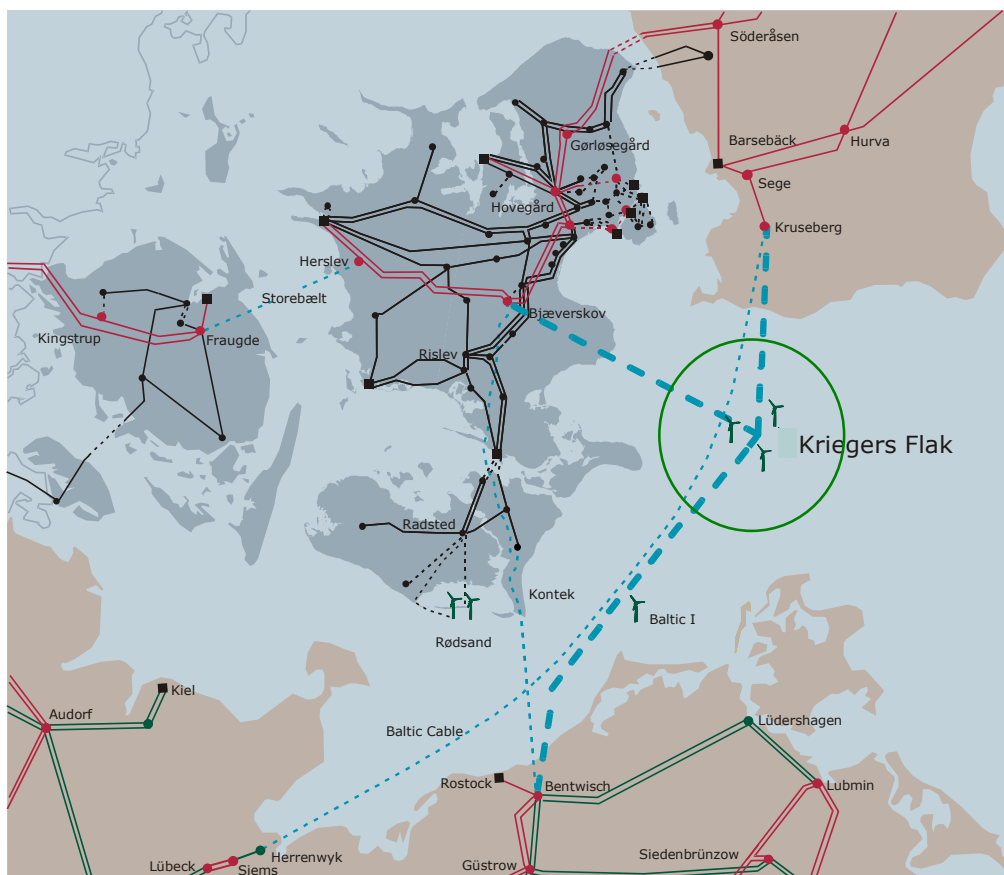 Söderåsen
Barsebäck
Hurva
Gørløsegård
Sege
Hovegård
Kruseberg
Herslev
Storebælt
Bjæverskov
Kingstrup
Fraugde
Rislev
Kriegers Flak
Radsted
Kontek
Baltic I
Rødsand
Kiel
Audorf
Lüdershagen
Baltic Cable
Rostock
Bentwisch
Lubmin
Herrenwyk
Siedenbrünzow
Lübeck
Siems
Güstrow